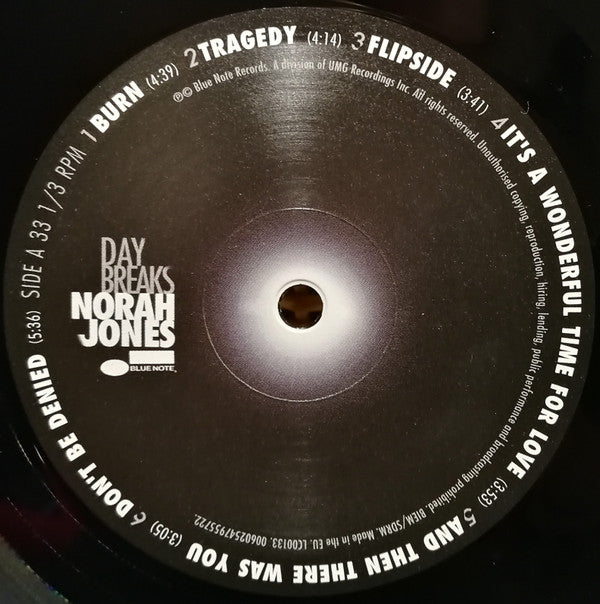 SIDE A 33 1/3 RPM 1 BURN (4:39) 2 TRAGEDY (4:14) 3 FLIPSIDE (3:41) 4 IT'S A WONDERFUL TIME FOR LOVE (3:53) 5 AND THEN THERE WAS YOU (3:05) 6 DON'T BE DENIED (5:36)
℗© Blue Note Records. A division of UMG Recordings Inc. All rights reserved. Unauthorised copying, reproduction, hiring, lending, public performance and broadcasting prohibited. BIEM/SDRM. Made in the EU. LC00133. 00602547955722.
DAY
BREAKS
NORAH
JONES
BLUE NOTE